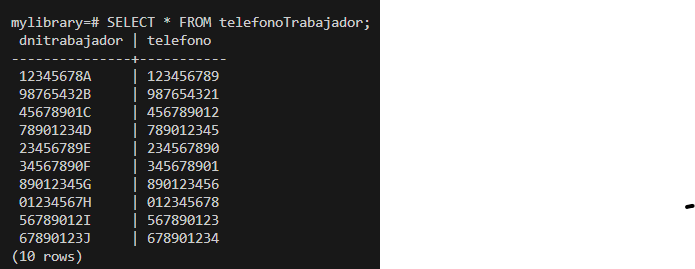 mylibrary=# SELECT * FROM telefonoTrabajador;
 dnitrabajador | telefono
---------------+-----------
 12345678A     | 123456789
 98765432B     | 987654321
 45678901C     | 456789012
 78901234D     | 789012345
 23456789E     | 234567890
 34567890F     | 345678901
 89012345G     | 890123456
 01234567H     | 012345678
 56789012I     | 567890123
 67890123J     | 678901234
(10 rows)